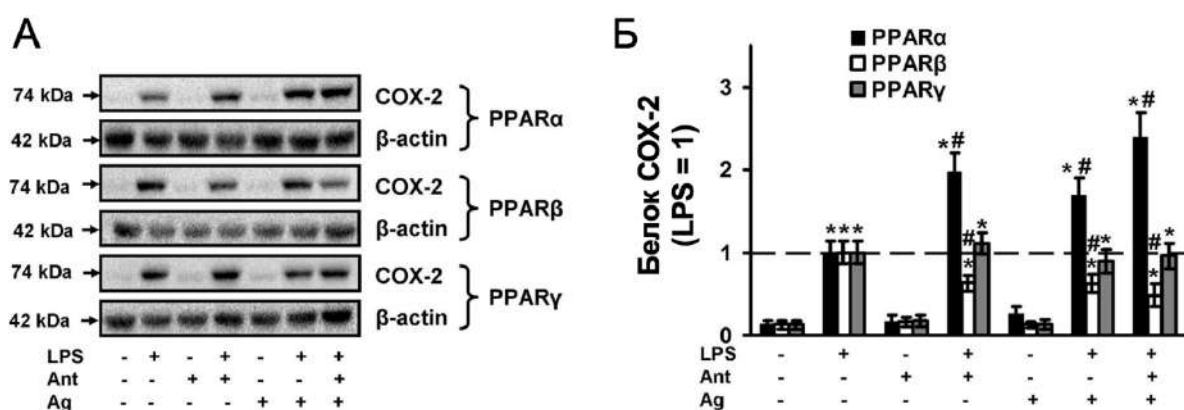 А
74 kDa COX-2
42 kDa β-actin
PPARα
74 kDa COX-2
42 kDa β-actin
PPARβ
74 kDa COX-2
42 kDa β-actin
PPARγ
LPS - + - + - + +
Ant - - + + - - +
Ag - - - - + + +
Б
PPARα
PPARβ
PPARγ
Белок COX-2
(LPS = 1)
3
2
1
0
* * *
*# # * *
*# # * *
*# # * *
LPS - + - + - + +
Ant - - + + - - +
Ag - - - - + + +